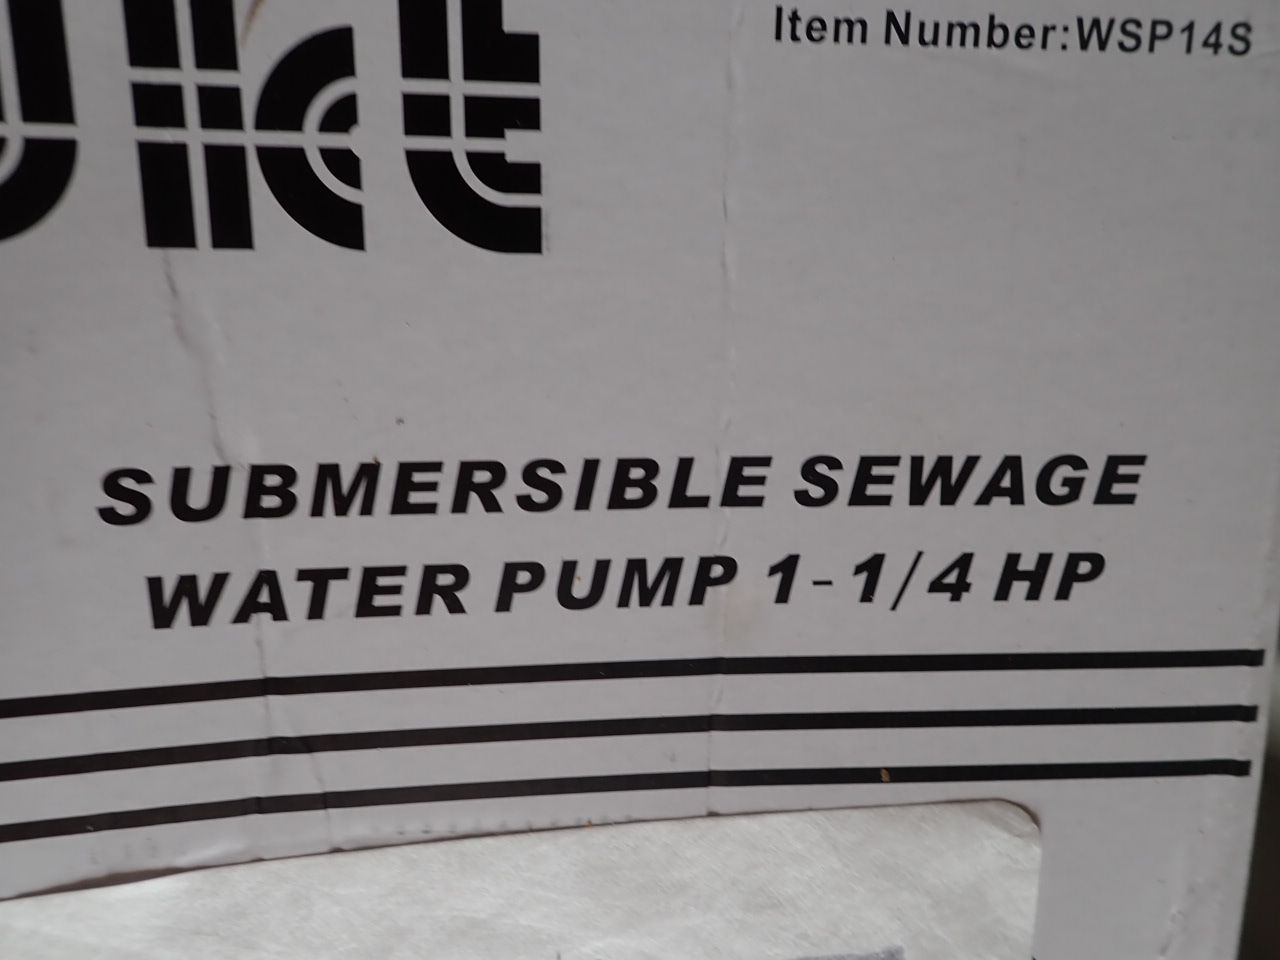 Item Number:WSP14S
SUBMERSIBLE SEWAGE
WATER PUMP 1-1/4 HP